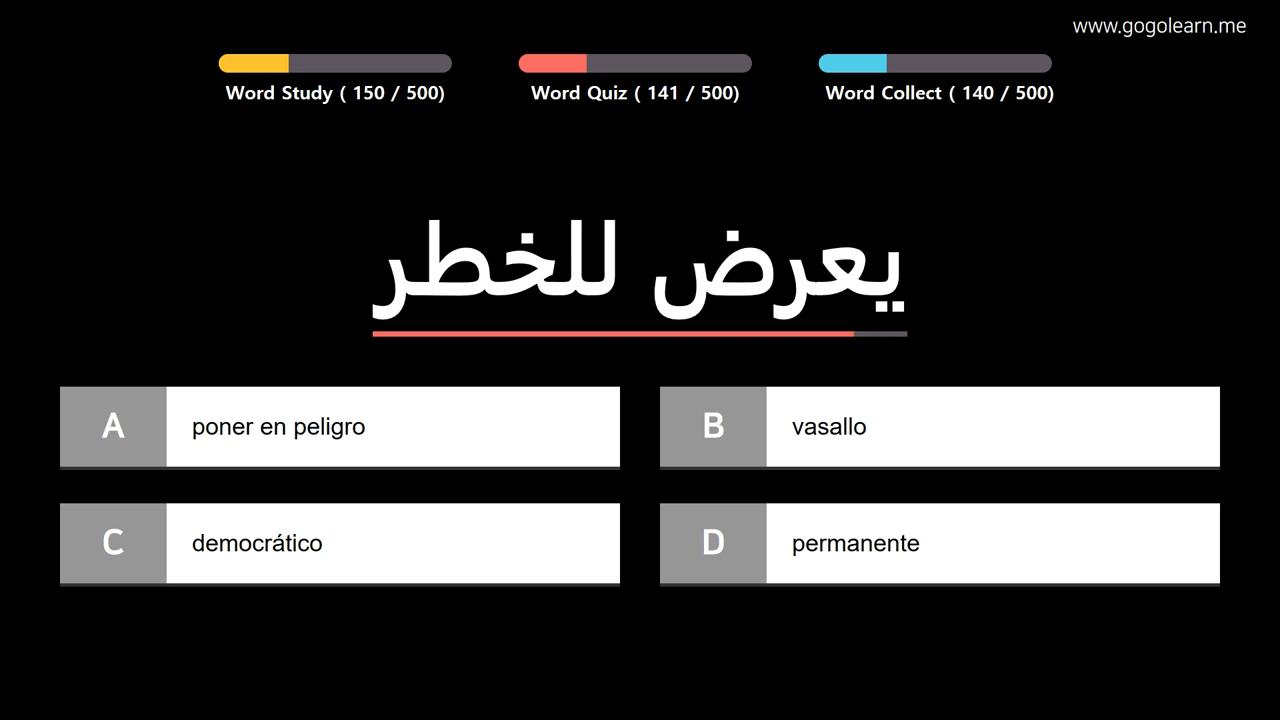 www.gogolearn.me
Word Study ( 150 / 500)
Word Quiz ( 141 / 500)
Word Collect ( 140 / 500)
يعرض للخطر
A poner en peligro
B vasallo
C democrático
D permanente